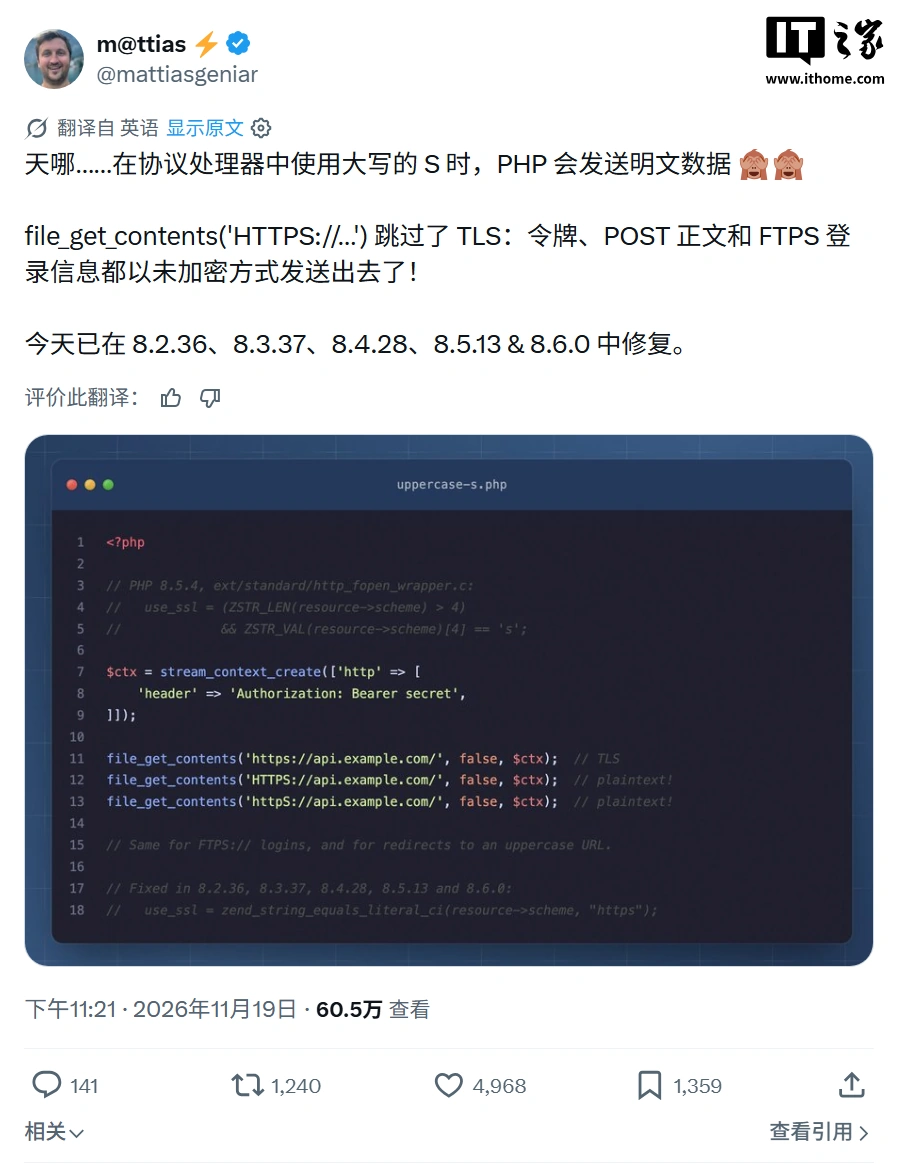 m@ttias ⚡
@mattiasgeniar
IT之家
www.ithome.com
翻译自 英语 显示原文
天哪......在协议处理器中使用大写的 S 时，PHP 会发送明文数据 🙈🙈
file_get_contents('HTTPS://...') 跳过了 TLS：令牌、POST 正文和 FTPS 登
录信息都以未加密方式发送出去了！
今天已在 8.2.36、8.3.37、8.4.28、8.5.13 & 8.6.0 中修复。
评价此翻译：
uppercase-s.php
1 <?php
2
3 // PHP 8.5.4, ext/standard/http_fopen_wrapper.c:
4 //   use_ssl = (ZSTR_LEN(resource->scheme) > 4)
5 //             && ZSTR_VAL(resource->scheme)[4] == 's';
6
7 $ctx = stream_context_create(['http' => [
8     'header' => 'Authorization: Bearer secret',
9 ]]);
10
11 file_get_contents('https://api.example.com/', false, $ctx);  // TLS
12 file_get_contents('HTTPS://api.example.com/', false, $ctx);  // plaintext!
13 file_get_contents('httpS://api.example.com/', false, $ctx);  // plaintext!
14
15 // Same for FTPS:// logins, and for redirects to an uppercase URL.
16
17 // Fixed in 8.2.36, 8.3.37, 8.4.28, 8.5.13 and 8.6.0:
18 //   use_ssl = zend_string_equals_literal_ci(resource->scheme, "https");
下午11:21 · 2026年11月19日 · 60.5万 查看
141 1,240 4,968 1,359
相关 查看引用